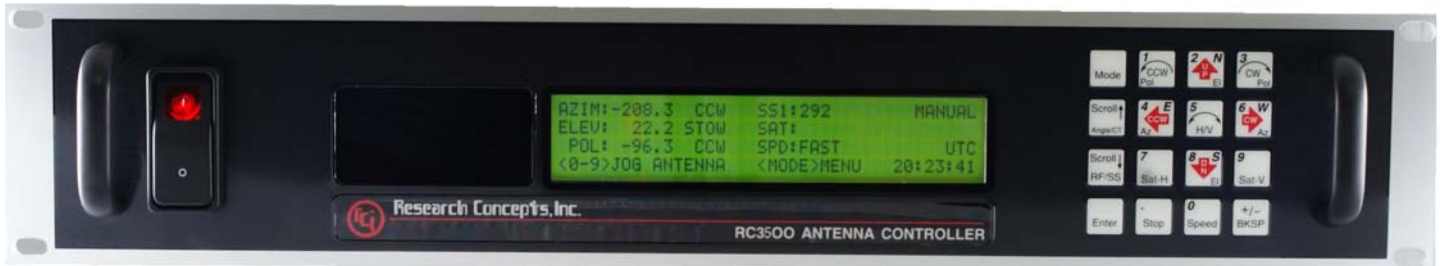 AZIM:-208.3 CCW SS1:292 MANUAL
ELEV: 22.2 STOW SAT:
POL: -96.3 CCW SPD:FAST UTC
<0-9>JOG ANTENNA <MODE>MENU 20:23:41
rci Research Concepts, Inc.
RC3500 ANTENNA CONTROLLER
Mode
1 CCW Pol
2 N UP El
3 CW Pol
Scroll↑ Angle/CT
4 E CCW Az
5 H/V
6 W CW Az
Scroll↓ RF/SS
7 Sat-H
8 S DN El
9 Sat-V
Enter
. Stop
0 Speed
+/- BKSP